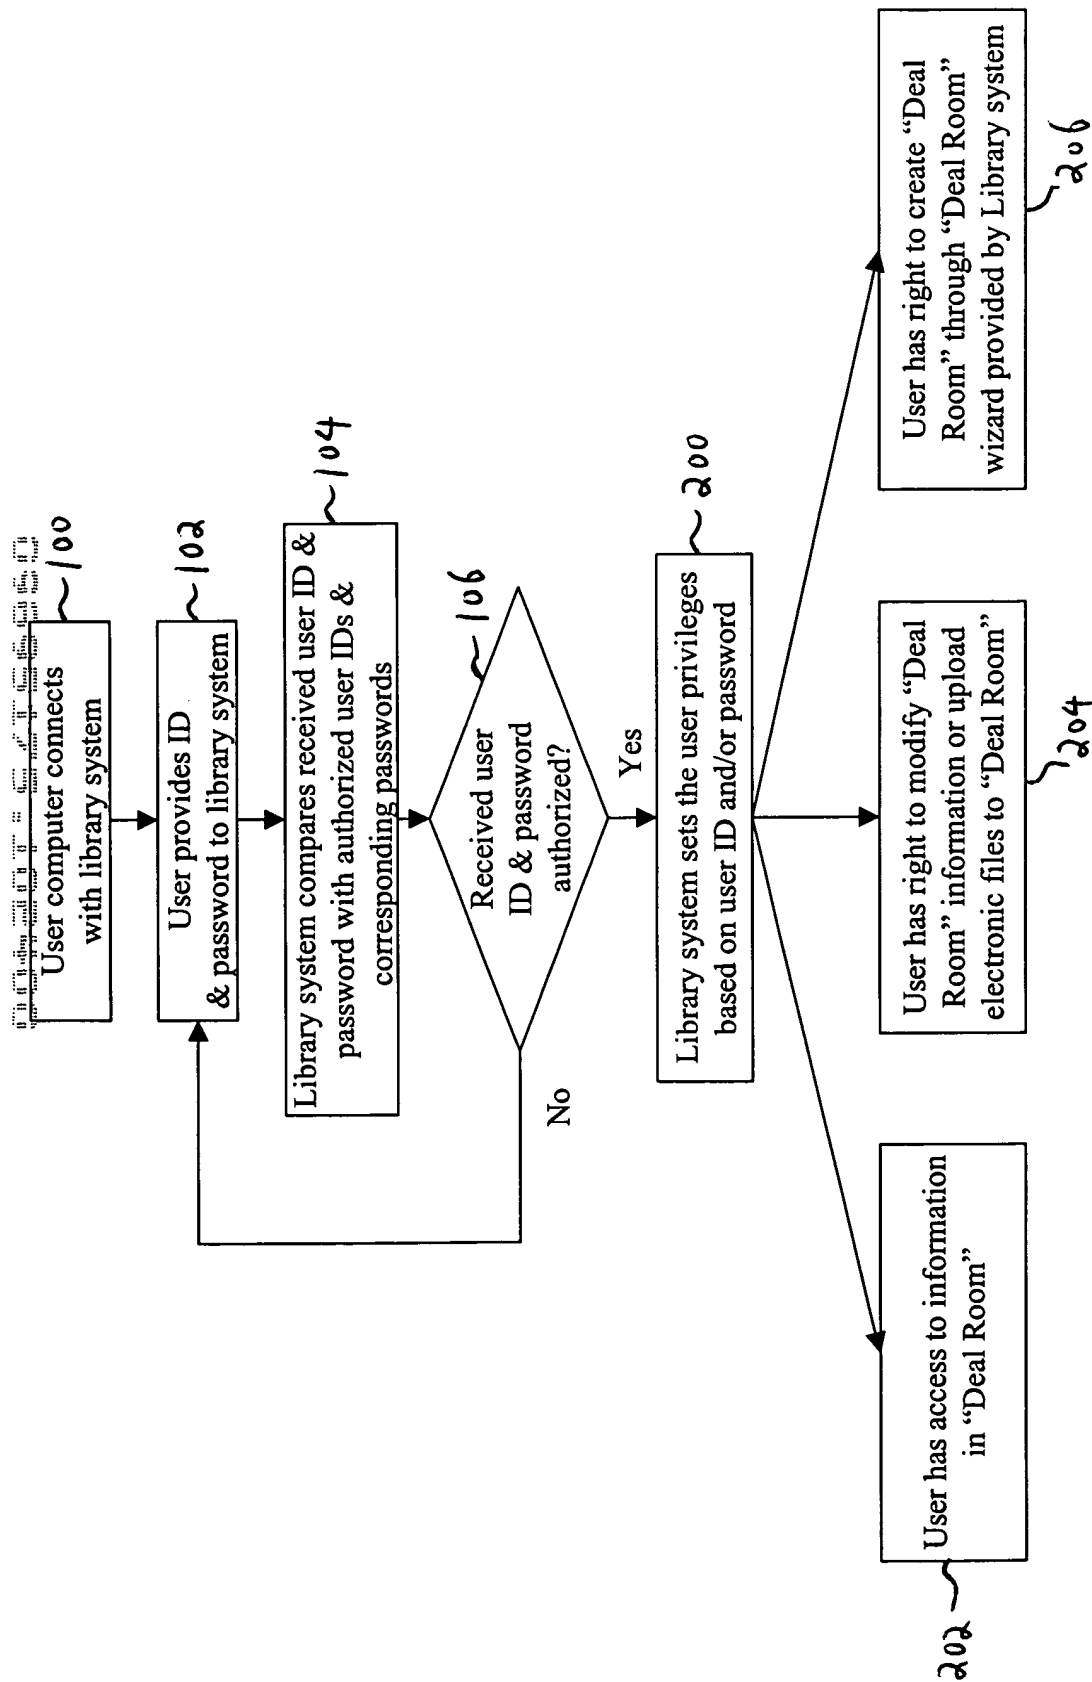 User computer connects
with library system
100
User provides ID
& password to library system
102
Library system compares received user ID &
password with authorized user IDs &
corresponding passwords
104
Received user
ID & password
authorized?
106
No
Yes
Library system sets the user privileges
based on user ID and/or password
200
User has access to information
in “Deal Room”
202
User has right to modify “Deal
Room” information or upload
electronic files to “Deal Room”
204
User has right to create “Deal
Room” through “Deal Room”
wizard provided by Library system
206